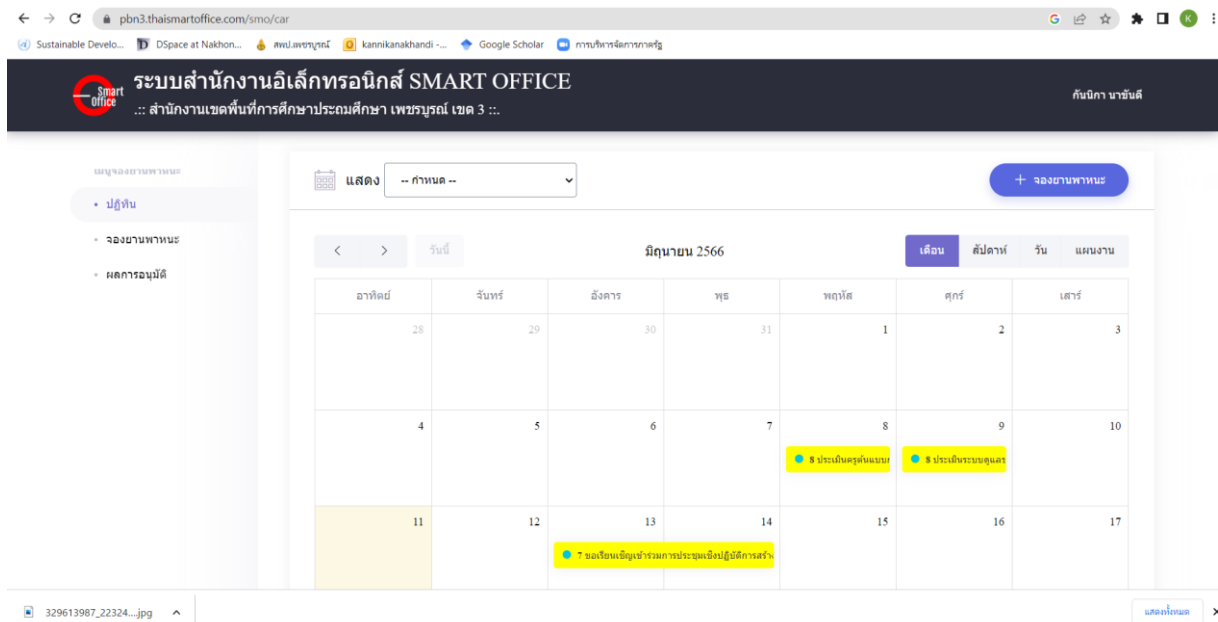 pbn3.thaismartoffice.com/smo/car
Sustainable Develo... DSpace at Nakhon... สพป.เพชรบูรณ์ kannikanakhandi -... Google Scholar การบริหารจัดการภาครัฐ
Smart Office
ระบบสำนักงานอิเล็กทรอนิกส์ SMART OFFICE
.:: สำนักงานเขตพื้นที่การศึกษาประถมศึกษา เพชรบูรณ์ เขต 3 ::.
กันนิกา นาขันดี
เมนูจองยานพาหนะ
ปฏิทิน
จองยานพาหนะ
ผลการอนุมัติ
แสดง -- กำหนด --
+ จองยานพาหนะ
< > วันนี้ มิถุนายน 2566 เดือน สัปดาห์ วัน แผนงาน
อาทิตย์ จันทร์ อังคาร พุธ พฤหัส ศุกร์ เสาร์
28 29 30 31 1 2 3
4 5 6 7 8 9 10
8 ประเมินครูต้นแบบ 8 ประเมินระบบดูแล
11 12 13 14 15 16 17
7 ขอเรียนเชิญเข้าร่วมการประชุมเชิงปฏิบัติการสร้าง
329613987_22324....jpg
แสดงทั้งหมด